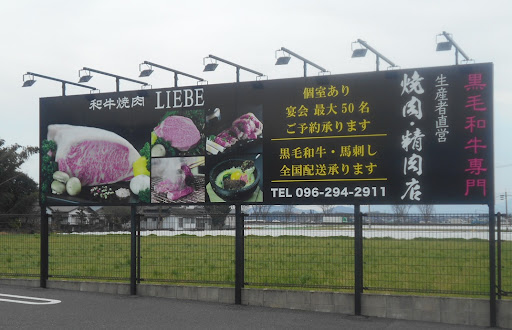 和牛焼肉 LIEBE
個室あり
宴会 最大50名
ご予約承ります
黒毛和牛・馬刺し
全国配送承ります
TEL 096-294-2911
黒毛和牛専門
生産者直営
焼肉・精肉店